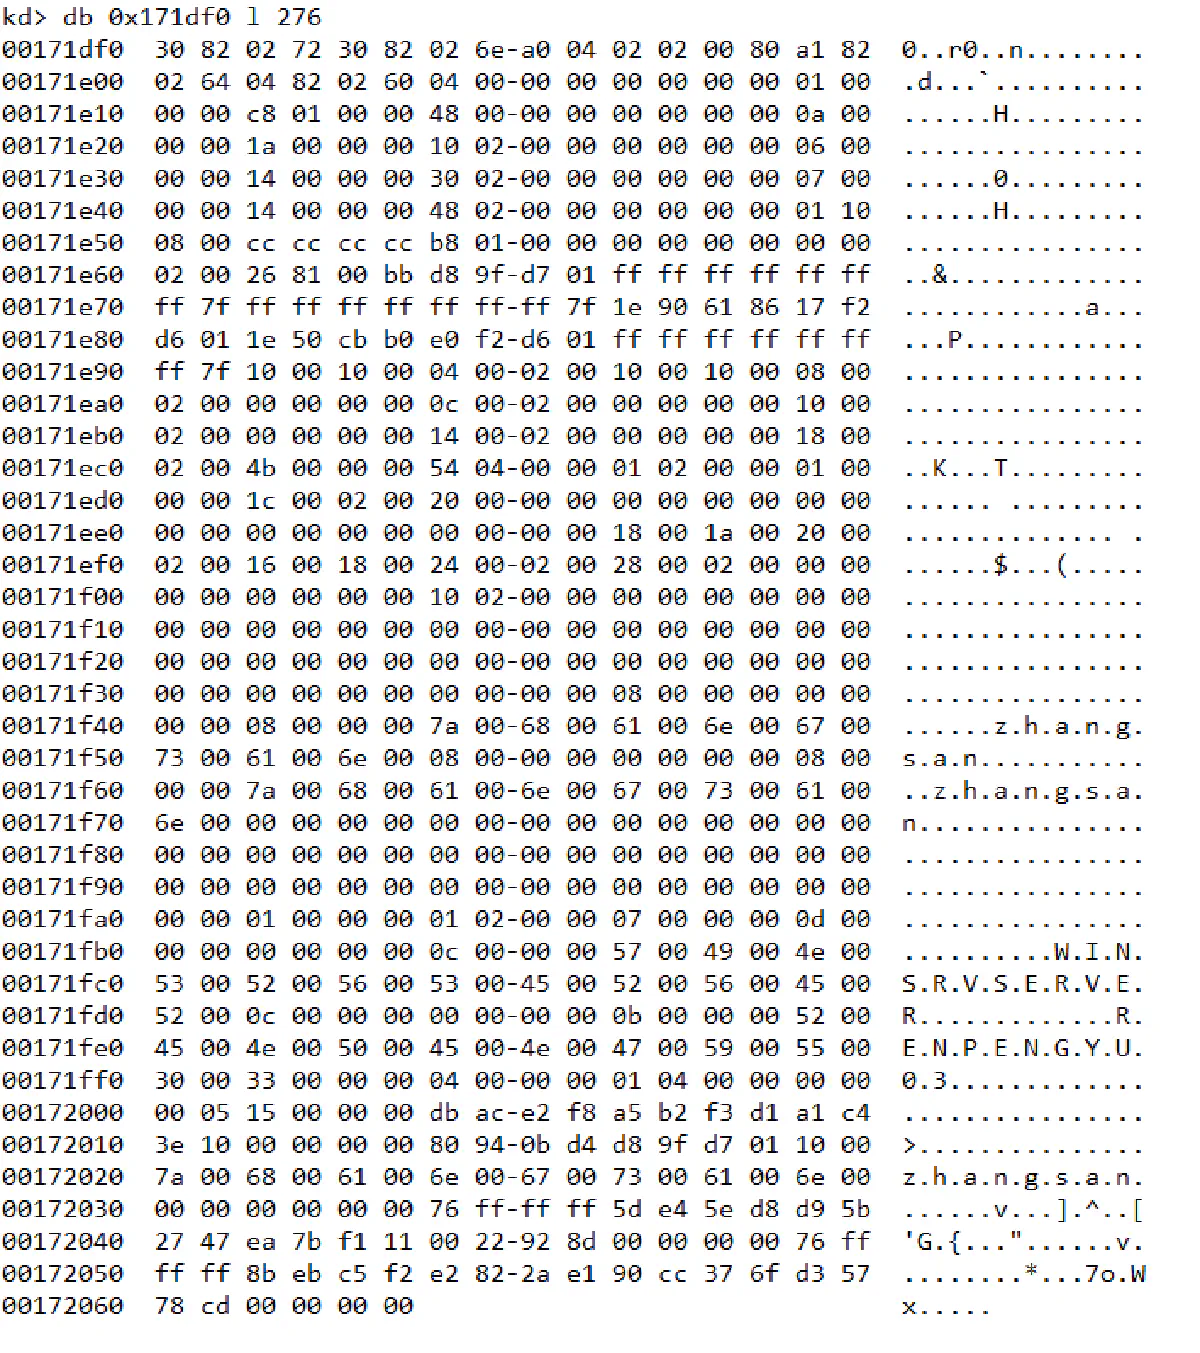 kd> db 0x171df0 l 276
00171df0  30 82 02 72 30 82 02 6e-a0 04 02 02 00 80 a1 82  0..r0..n........
00171e00  02 64 04 82 02 60 04 00-00 00 00 00 00 00 01 00  .d...`..........
00171e10  00 00 c8 01 00 00 48 00-00 00 00 00 00 00 0a 00  ......H.........
00171e20  00 00 1a 00 00 00 10 02-00 00 00 00 00 00 06 00  ................
00171e30  00 00 14 00 00 00 30 02-00 00 00 00 00 00 07 00  ......0.........
00171e40  00 00 14 00 00 00 48 02-00 00 00 00 00 00 01 10  ......H.........
00171e50  08 00 cc cc cc cc b8 01-00 00 00 00 00 00 00 00  ................
00171e60  02 00 26 81 00 bb d8 9f-d7 01 ff ff ff ff ff ff  ..&.............
00171e70  ff 7f ff ff ff ff ff ff-ff 7f 1e 90 61 86 17 f2  ............a...
00171e80  d6 01 1e 50 cb b0 e0 f2-d6 01 ff ff ff ff ff ff  ...P............
00171e90  ff 7f 10 00 10 00 04 00-02 00 10 00 10 00 08 00  ................
00171ea0  02 00 00 00 00 00 0c 00-02 00 00 00 00 00 10 00  ................
00171eb0  02 00 00 00 00 00 14 00-02 00 00 00 00 00 18 00  ................
00171ec0  02 00 4b 00 00 00 54 04-00 00 01 02 00 00 01 00  ..K...T.........
00171ed0  00 00 1c 00 02 00 20 00-00 00 00 00 00 00 00 00  ...... .........
00171ee0  00 00 00 00 00 00 00 00-00 00 18 00 1a 00 20 00  .............. .
00171ef0  02 00 16 00 18 00 24 00-02 00 28 00 02 00 00 00  ......$...(.....
00171f00  00 00 00 00 00 00 10 02-00 00 00 00 00 00 00 00  ................
00171f10  00 00 00 00 00 00 00 00-00 00 00 00 00 00 00 00  ................
00171f20  00 00 00 00 00 00 00 00-00 00 00 00 00 00 00 00  ................
00171f30  00 00 00 00 00 00 00 00-00 00 08 00 00 00 00 00  ................
00171f40  00 00 08 00 00 00 7a 00-68 00 61 00 6e 00 67 00  ......z.h.a.n.g.
00171f50  73 00 61 00 6e 00 08 00-00 00 00 00 00 00 08 00  s.a.n...........
00171f60  00 00 7a 00 68 00 61 00-6e 00 67 00 73 00 61 00  ..z.h.a.n.g.s.a.
00171f70  6e 00 00 00 00 00 00 00-00 00 00 00 00 00 00 00  n...............
00171f80  00 00 00 00 00 00 00 00-00 00 00 00 00 00 00 00  ................
00171f90  00 00 00 00 00 00 00 00-00 00 00 00 00 00 00 00  ................
00171fa0  00 00 01 00 00 00 01 02-00 00 07 00 00 00 0d 00  ................
00171fb0  00 00 00 00 00 00 0c 00-00 00 57 00 49 00 4e 00  ..........W.I.N.
00171fc0  53 00 52 00 56 00 53 00-45 00 52 00 56 00 45 00  S.R.V.S.E.R.V.E.
00171fd0  52 00 0c 00 00 00 00 00-00 00 0b 00 00 00 52 00  R.............R.
00171fe0  45 00 4e 00 50 00 45 00-4e 00 47 00 59 00 55 00  E.N.P.E.N.G.Y.U.
00171ff0  30 00 33 00 00 00 04 00-00 00 01 04 00 00 00 00  0.3.............
00172000  00 05 15 00 00 00 db ac-e2 f8 a5 b2 f3 d1 a1 c4  ................
00172010  3e 10 00 00 00 00 80 94-0b d4 d8 9f d7 01 10 00  >...............
00172020  7a 00 68 00 61 00 6e 00-67 00 73 00 61 00 6e 00  z.h.a.n.g.s.a.n.
00172030  00 00 00 00 00 00 76 ff-ff ff 5d e4 5e d8 d9 5b  ......v...].^..[
00172040  27 47 ea 7b f1 11 00 22-92 8d 00 00 00 00 76 ff  'G.{..."......v.
00172050  ff ff 8b eb c5 f2 e2 82-2a e1 90 cc 37 6f d3 57  ........*...7o.W
00172060  78 cd 00 00 00 00  x.....